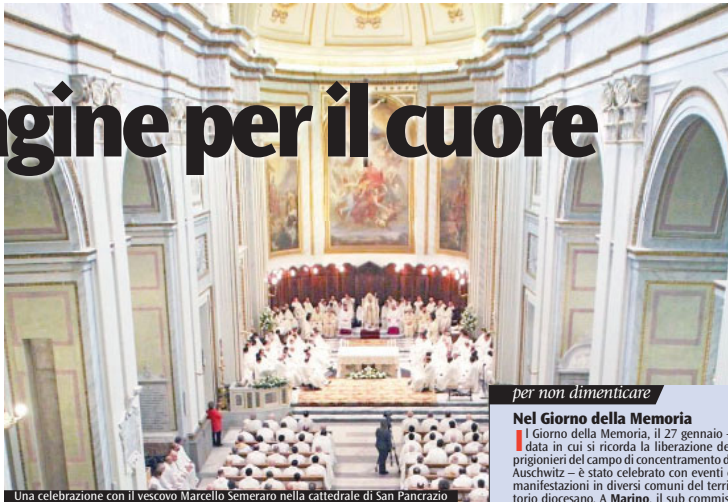 agine per il cuore
per non dimenticare
Nel Giorno della Memoria
Il Giorno della Memoria, il 27 gennaio –
data in cui si ricorda la liberazione de
prigionieri del campo di concentramento d
Auschwitz – è stato celebrato con eventi
manifestazioni in diversi comuni del terri
torio diocesano. A Marino, il sub com
Una celebrazione con il vescovo Marcello Semeraro nella cattedrale di San Pancrazio